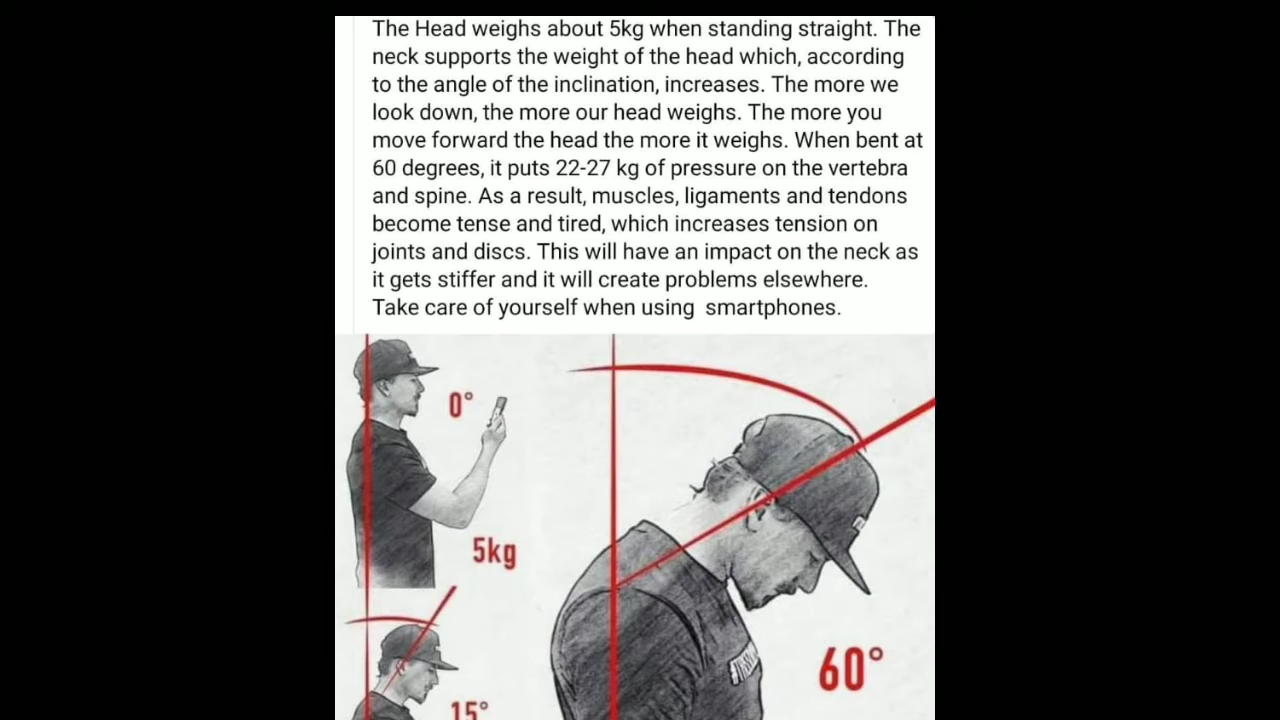 The Head weighs about 5kg when standing straight. The
neck supports the weight of the head which, according
to the angle of the inclination, increases. The more we
look down, the more our head weighs. The more you
move forward the head the more it weighs. When bent at
60 degrees, it puts 22-27 kg of pressure on the vertebra
and spine. As a result, muscles, ligaments and tendons
become tense and tired, which increases tension on
joints and discs. This will have an impact on the neck as
it gets stiffer and it will create problems elsewhere.
Take care of yourself when using  smartphones.
0°
5kg
60°
15°